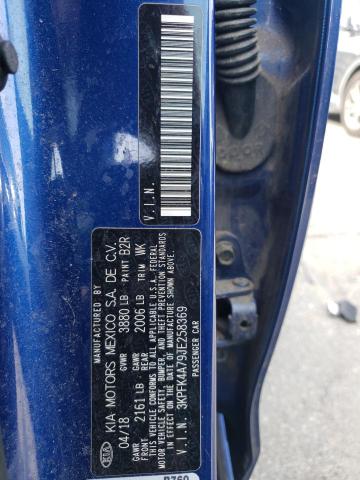 MANUFACTURED BY
KIA KIA MOTORS MEXICO S.A. DE C.V.
04/18 GVWR 3880 LB PAINT B2R
GAWR FRONT 2161 LB GAWR REAR 2006 LB TRIM WK
THIS VEHICLE CONFORMS TO ALL APPLICABLE U.S. FEDERAL
MOTOR VEHICLE SAFETY, BUMPER, AND THEFT PREVENTION
STANDARDS IN EFFECT ON THE DATE OF MANUFACTURE SHOWN ABOVE.
V.I.N. 3KPFK4A79JE258369
PASSENGER CAR
V.I.N.